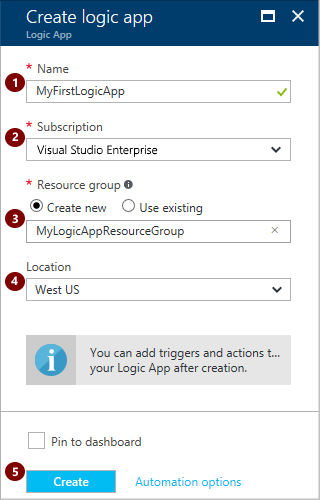 Create logic app
Logic App
* Name
1
MyFirstLogicApp
* Subscription
2
Visual Studio Enterprise
* Resource group
Create new Use existing
3
MyLogicAppResourceGroup
Location
4
West US
You can add triggers and actions t...
your Logic App after creation.
Pin to dashboard
5
Create Automation options